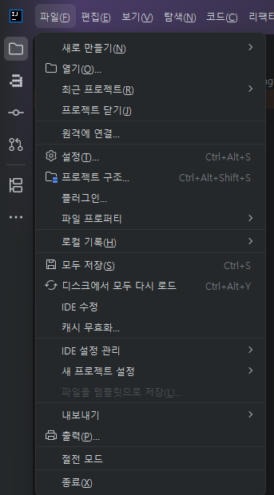 IJ
파일(F) 편집(E) 보기(V) 탐색(N) 코드(C) 리팩터
새로 만들기(N)
열기(O)...
최근 프로젝트(R)
프로젝트 닫기(J)
원격에 연결...
설정(T)... Ctrl+Alt+S
프로젝트 구조... Ctrl+Alt+Shift+S
플러그인...
파일 프로퍼티
로컬 기록(H)
모두 저장(S) Ctrl+S
디스크에서 모두 다시 로드 Ctrl+Alt+Y
IDE 수정
캐시 무효화...
IDE 설정 관리
새 프로젝트 설정
파일을 템플릿으로 저장(L)...
내보내기
출력(P)...
절전 모드
종료(X)